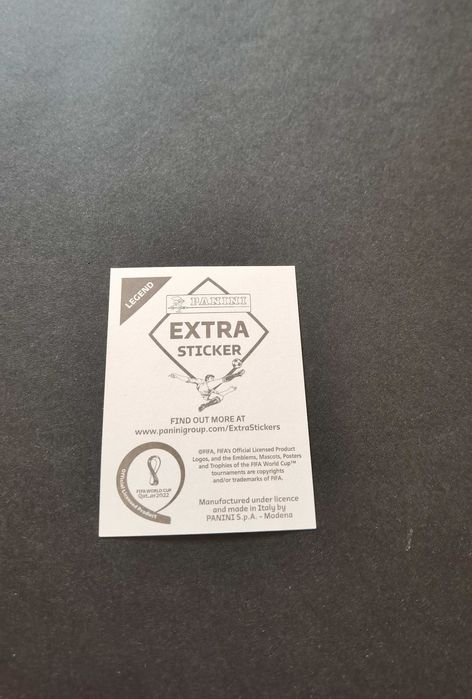 LEGEND
PANINI
EXTRA
STICKER
FIND OUT MORE AT
www.paninigroup.com/ExtraStickers
©FIFA, FIFA's Official Licensed Product
Logos, and the Emblems, Mascots, Posters
and Trophies of the FIFA World Cup™
tournaments are copyrights
and/or trademarks of FIFA.
FIFA WORLD CUP
Qatar2022
Official Licensed Product
Manufactured under licence
and made in Italy by
PANINI S.p.A. - Modena